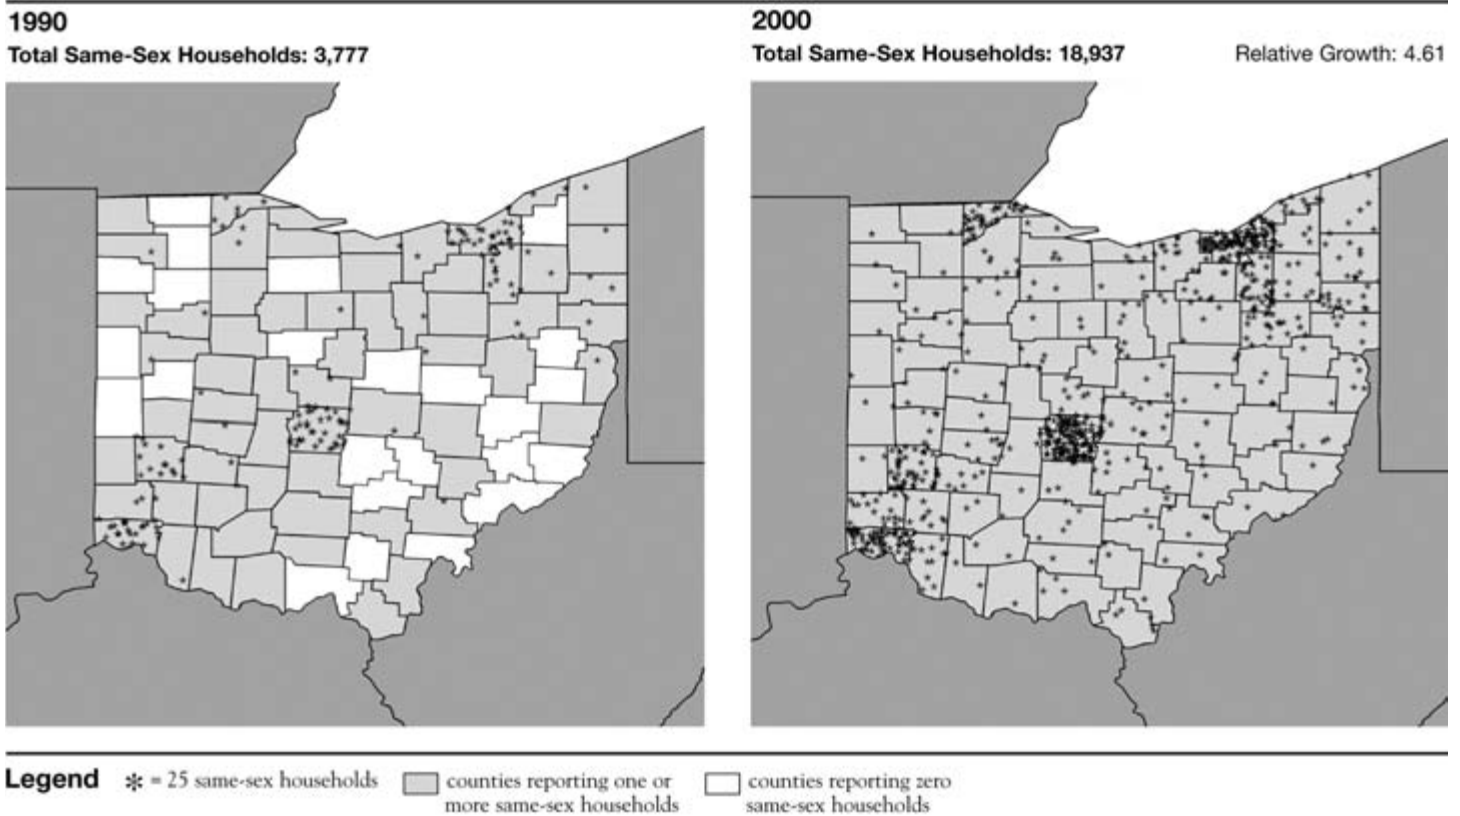 1990
Total Same-Sex Households: 3,777
2000
Total Same-Sex Households: 18,937 Relative Growth: 4.61
Legend * = 25 same-sex households
counties reporting one or
more same-sex households
counties reporting zero
same-sex households